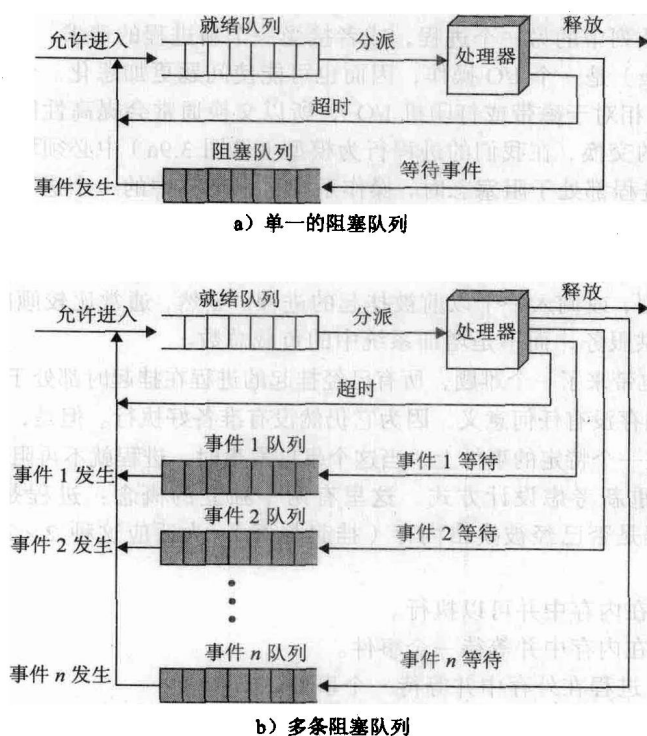 释放
就绪队列
允许进入
分派
处理器
超时
阻塞队列
等待事件
事件发生
a）单一的阻塞队列
释放
就绪队列
允许进入
分派
处理器
超时
事件 1 队列
事件 1 发生
事件 1 等待
事件 2 队列
事件 2 发生
事件 2 等待
事件 n 队列
事件 n 发生
事件 n 等待
b）多条阻塞队列